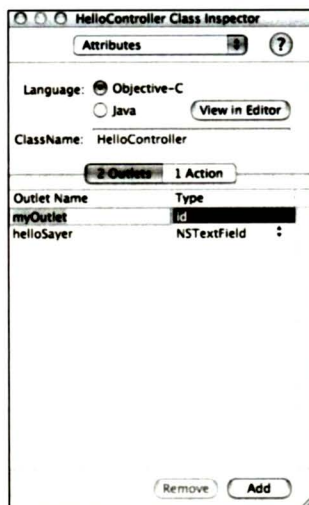 HelloController Class Inspector
Attributes
?
Language: Objective-C
Java View in Editor
ClassName: HelloController
2 Outlets 1 Action
Outlet Name Type
myOutlet id
helloSayer NSTextField
Remove Add